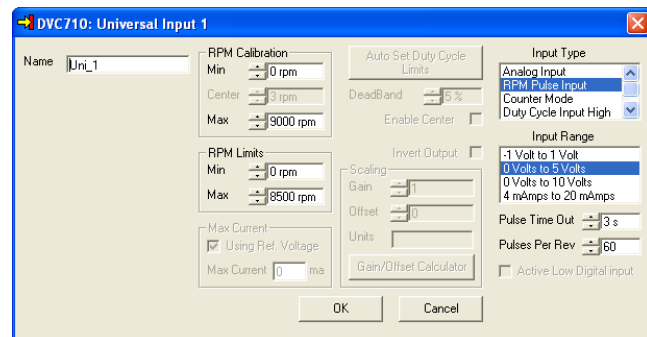 DVC710: Universal Input 1
Name Uni_1
RPM Calibration
Min 0 rpm
Center 3 rpm
Max 9000 rpm
RPM Limits
Min 0 rpm
Max 8500 rpm
Max Current
Using Ref. Voltage
Max Current 0 ma
Auto Set Duty Cycle
Limits
DeadBand 5 %
Enable Center
Invert Output
Scaling
Gain 1
Offset 0
Units
Gain/Offset Calculator
Input Type
Analog Input
RPM Pulse Input
Counter Mode
Duty Cycle Input High
Input Range
-1 Volt to 1 Volt
0 Volts to 5 Volts
0 Volts to 10 Volts
4 mAmps to 20 mAmps
Pulse Time Out 3 s
Pulses Per Rev 60
Active Low Digital input
OK
Cancel